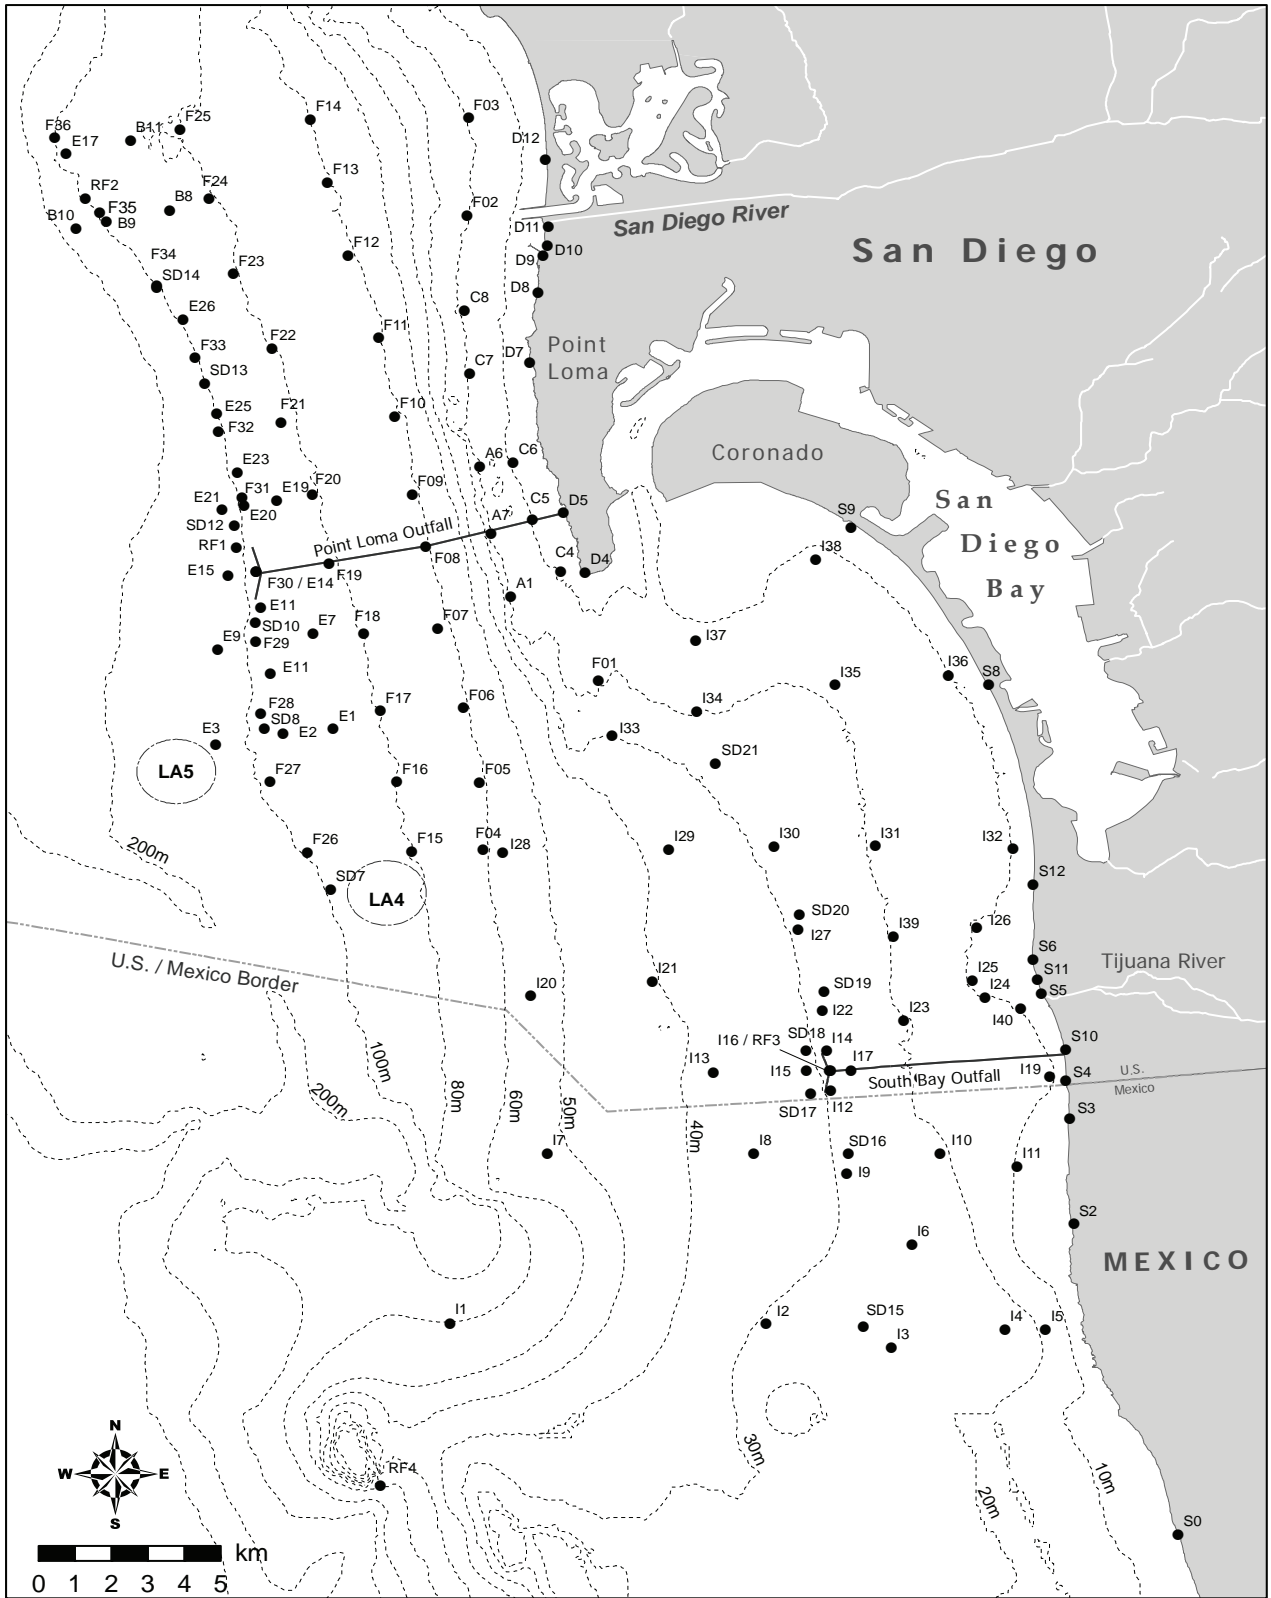 F14
F03
F25
B11
F36
E17
D12
F13
RF2
F24
B8
F35
B10
B9
F02
San Diego River
D11
D10
D9
San Diego
F12
F34
SD14
F23
C8
D8
E26
F22
F11
Point
Loma
F33
SD13
C7
D7
E25
F21
F32
F10
Coronado
E23
A6
C6
F31
E19
F20
F09
San
Diego
Bay
E21
E20
C5
D5
S9
SD12
A7
Point Loma Outfall
RF1
F08
I38
E15
F30 / E14
F19
C4
D4
E11
A1
SD10
E7
F18
F07
E9
F29
I37
E11
F01
I35
I36
S8
F28
F17
F06
I34
SD8
E2
E1
E3
I33
LA5
SD21
F27
F16
F05
200m
F26
F15
F04
I28
I29
I30
I31
I32
SD7
LA4
S12
SD20
I27
I39
I26
U.S. / Mexico Border
S6
Tijuana River
S11
I25
I24
S5
I21
I20
SD19
I22
I23
I40
SD18
I14
I16 / RF3
S10
I13
I15
I17
South Bay Outfall
I19
S4
U.S.
Mexico
100m
200m
80m
60m
50m
SD17
I12
S3
40m
I7
I8
SD16
I10
I11
I9
S2
I6
MEXICO
I1
I2
SD15
I3
I4
I5
N
W
E
S
30m
RF4
20m
10m
S0
km
0 1 2 3 4 5